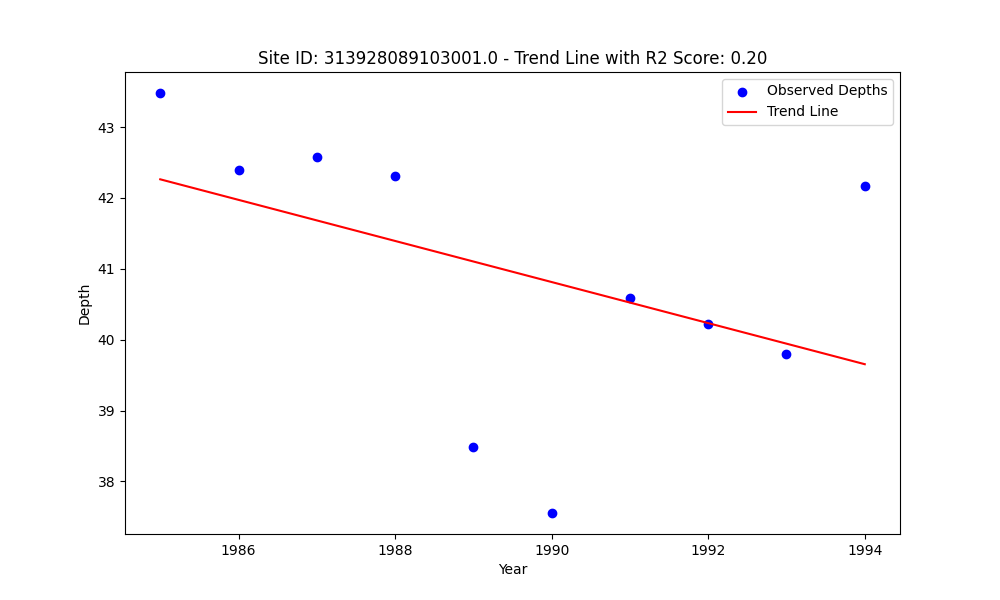 Site ID: 313928089103001.0 - Trend Line with R2 Score: 0.20
Observed Depths
Trend Line
43
42
41
40
39
38
Depth
1986
1988
1990
1992
1994
Year